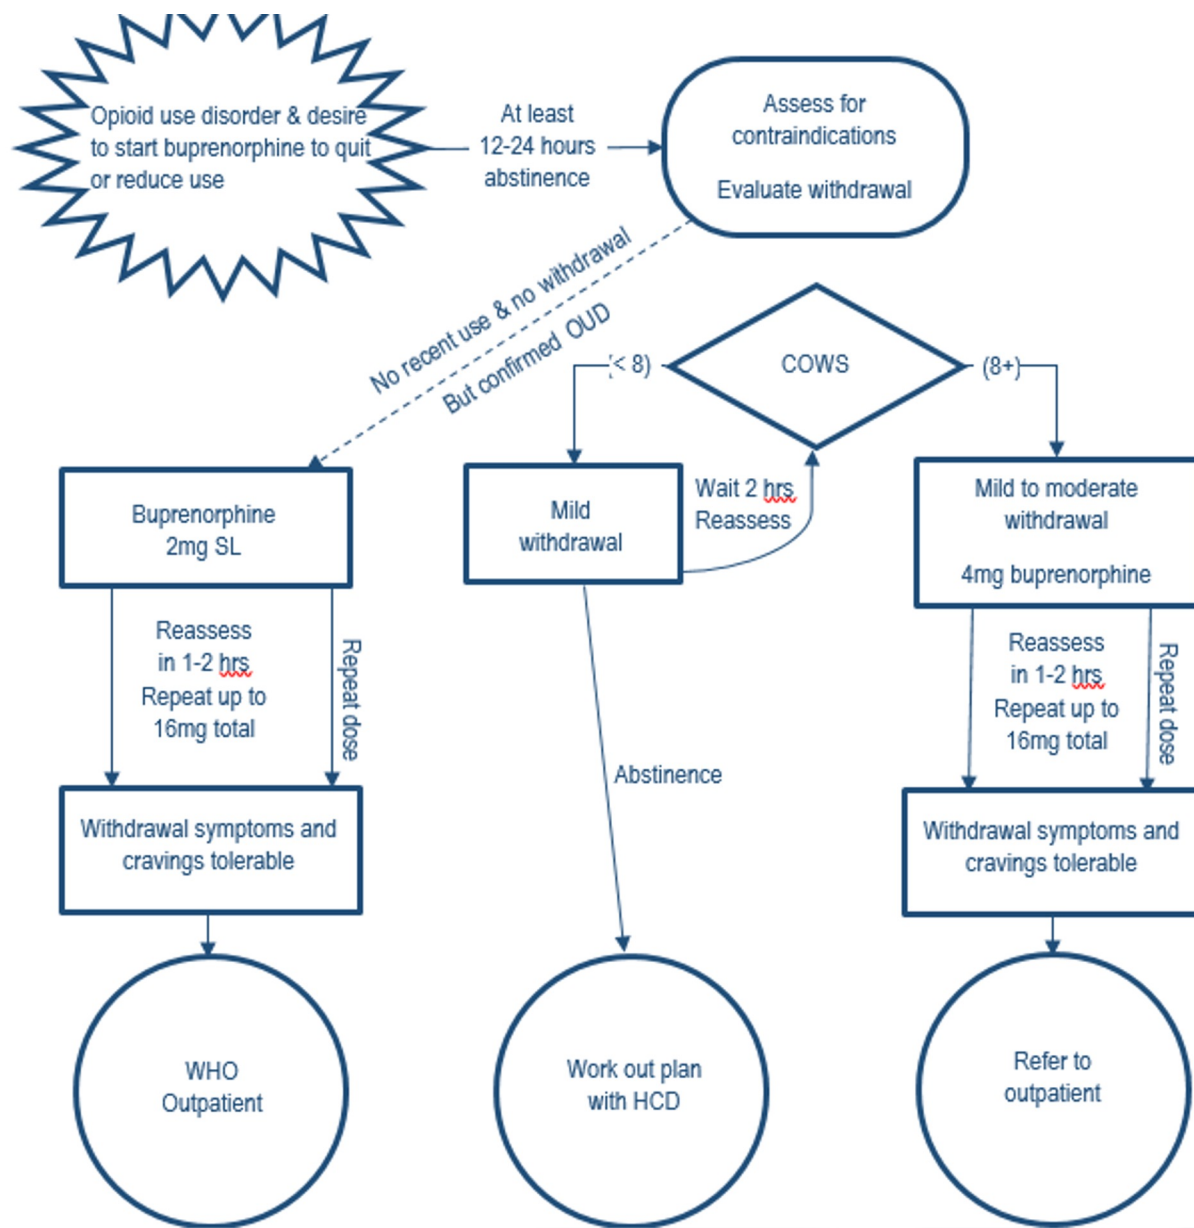 Opioid use disorder & desire
to start buprenorphine to quit
or reduce use
At least
12-24 hours
abstinence
Assess for
contraindications
Evaluate withdrawal
No recent use & no withdrawal
But confirmed OUD
(< 8)
COWS
(8+)
Buprenorphine
2mg SL
Mild
withdrawal
Wait 2 hrs
Reassess
Mild to moderate
withdrawal
4mg buprenorphine
Reassess
in 1-2 hrs
Repeat up to
16mg total
Repeat dose
Abstinence
Reassess
in 1-2 hrs
Repeat up to
16mg total
Repeat dose
Withdrawal symptoms and
cravings tolerable
Withdrawal symptoms and
cravings tolerable
WHO
Outpatient
Work out plan
with HCD
Refer to
outpatient